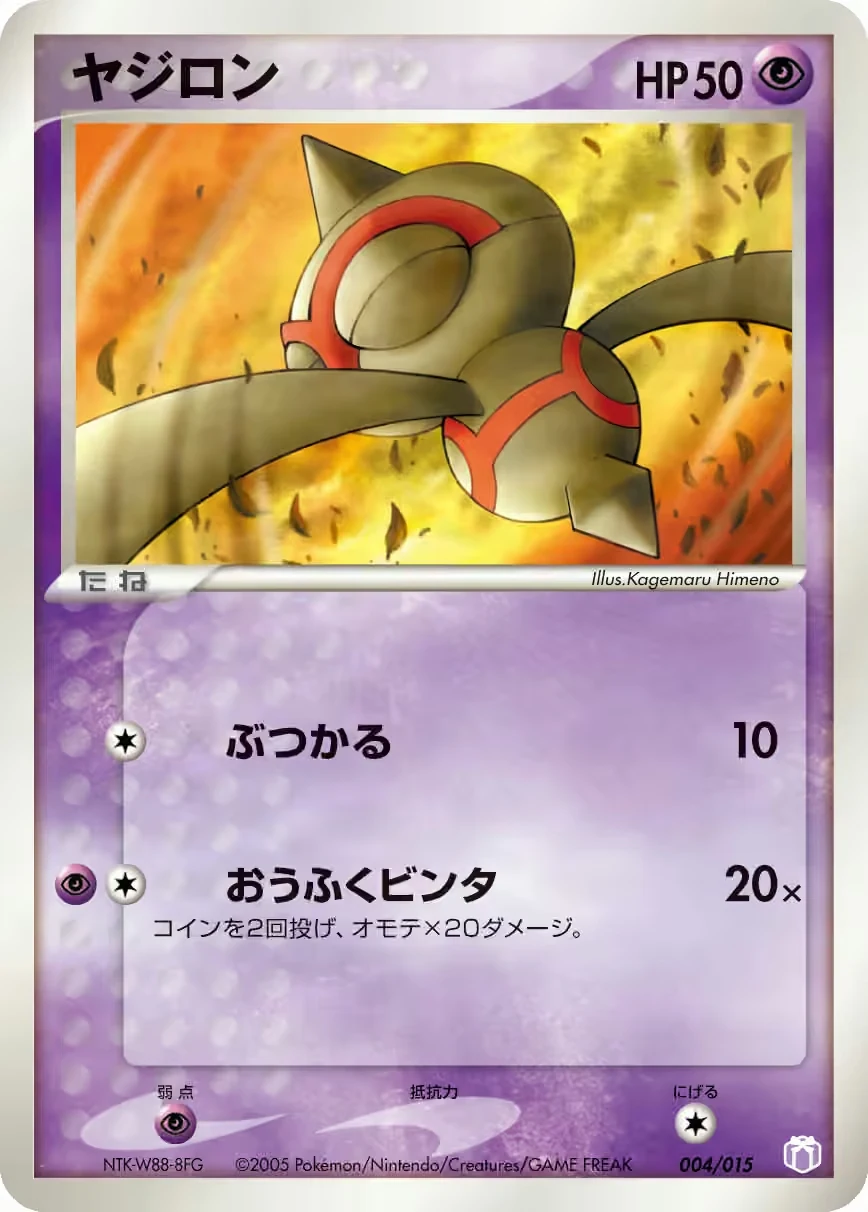 ヤジロン HP50
たね Illus.Kagemaru Himeno
ぶつかる 10
おうふくビンタ 20×
コインを2回投げ、オモテ×20ダメージ。
弱点 抵抗力 にげる
NTK-W88-8FG ©2005 Pokémon/Nintendo/Creatures/GAME FREAK 004/015